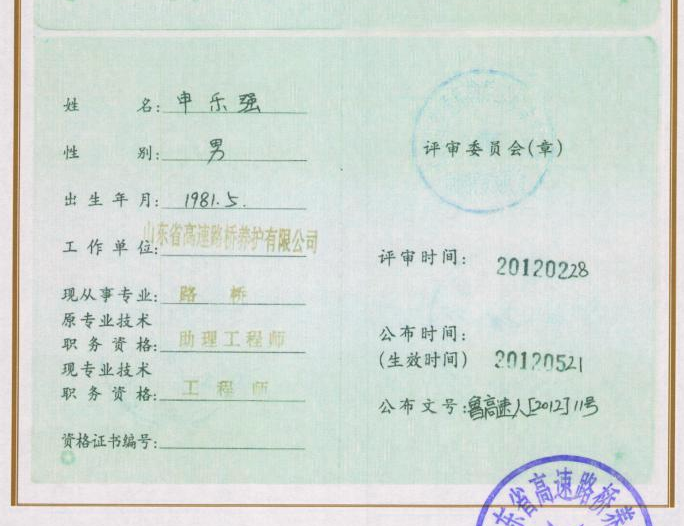 姓 名: 申乐强
性 别: 男
出生年月: 1981.5.
工作单位: 山东省高速路桥养护有限公司
现从事专业: 路 桥
原专业技术
职务资格: 助理工程师
现专业技术
职务资格: 工 程 师
资格证书编号:
评审委员会(章)
评审时间: 20120228
公布时间:
(生效时间) 20120521
公布文号: 鲁高速人[2012]11号
东省高速路桥养